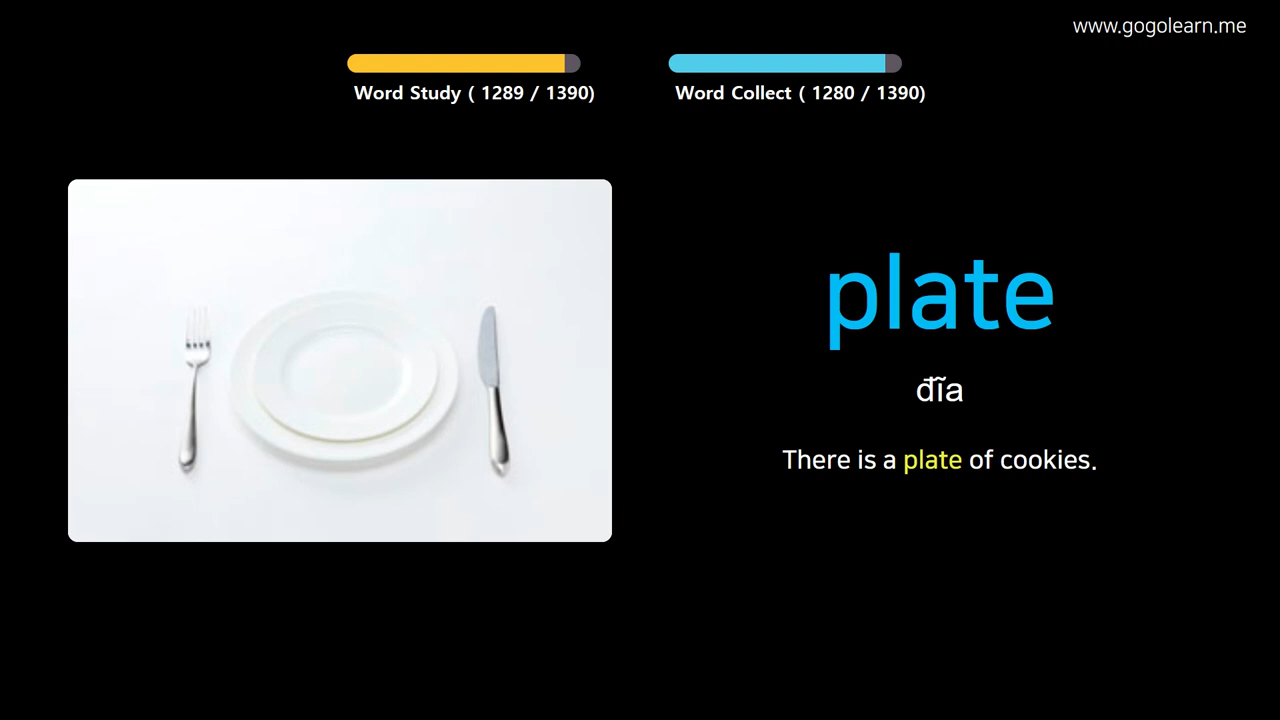 www.gogolearn.me
Word Study ( 1289 / 1390)
Word Collect ( 1280 / 1390)
plate
đĩa
There is a plate of cookies.